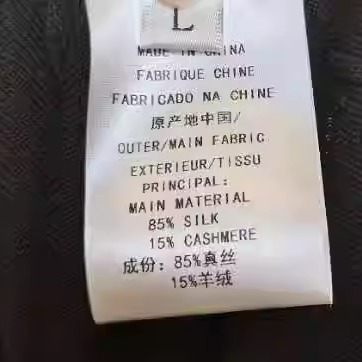 L
MADE IN CHINA
FABRIQUE CHINE
FABRICADO NA CHINE
原产地中国/
OUTER/MAIN FABRIC
EXTERIEUR/TISSU
PRINCIPAL:
MAIN MATERIAL
85% SILK
15% CASHMERE
成份: 85%真丝
15%羊绒